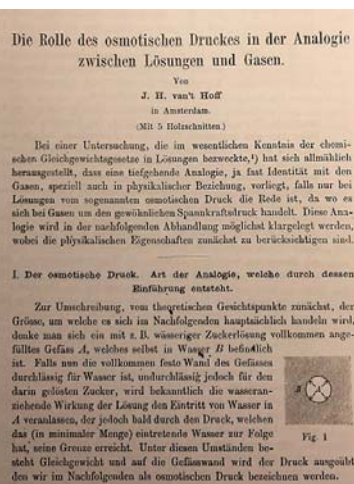 Die Rolle des osmotischen Druckes in der Analogie
zwischen Lösungen und Gasen.
Von
J. H. van't Hoff
in Amsterdam.
(Mit 5 Holzschnitten.)
Bei einer Untersuchung, die im wesentlichen Kenntnis der chemi-
schen Gleichgewichtsgesetze in Lösungen bezweckte,¹) hat sich allmählich
herausgestellt, dass eine tiefgehende Analogie, ja fast Identität mit den
Gasen, speziell auch in physikalischer Beziehung, vorliegt, falls nur bei
Lösungen vom sogenannten osmotischen Druck die Rede ist, da wo es
sich bei Gasen um den gewöhnlichen Spannkraftsdruck handelt. Diese Ana-
logie wird in der nachfolgenden Abhandlung möglichst klargelegt werden,
wobei die physikalischen Eigenschaften zunächst zu berücksichtigen sind.
I. Der osmotische Druck. Art der Analogie, welche durch dessen
Einführung entsteht.
Zur Umschreibung, vom theoretischen Gesichtspunkte zunächst, der
Grösse, um welche es sich im Nachfolgenden hauptsächlich handeln wird,
denke man sich ein mit z. B. wässeriger Zuckerlösung vollkommen ange-
fülltes Gefäss A, welches selbst in Wasser B befindlich
ist. Falls nun die vollkommen feste Wand des Gefässes
durchlässig für Wasser ist, undurchlässig jedoch für den
darin gelösten Zucker, wird bekanntlich die wasseran-
ziehende Wirkung der Lösung den Eintritt von Wasser in
A veranlassen, der jedoch bald durch den Druck, welchen
das (in minimaler Menge) eintretende Wasser zur Folge
hat, seine Grenze erreicht. Unter diesen Umständen be-
steht Gleichgewicht und auf die Gefässwand wird der Druck ausgeübt
den wir im Nachfolgenden als osmotischen Druck bezeichnen werden.
Fig. 1